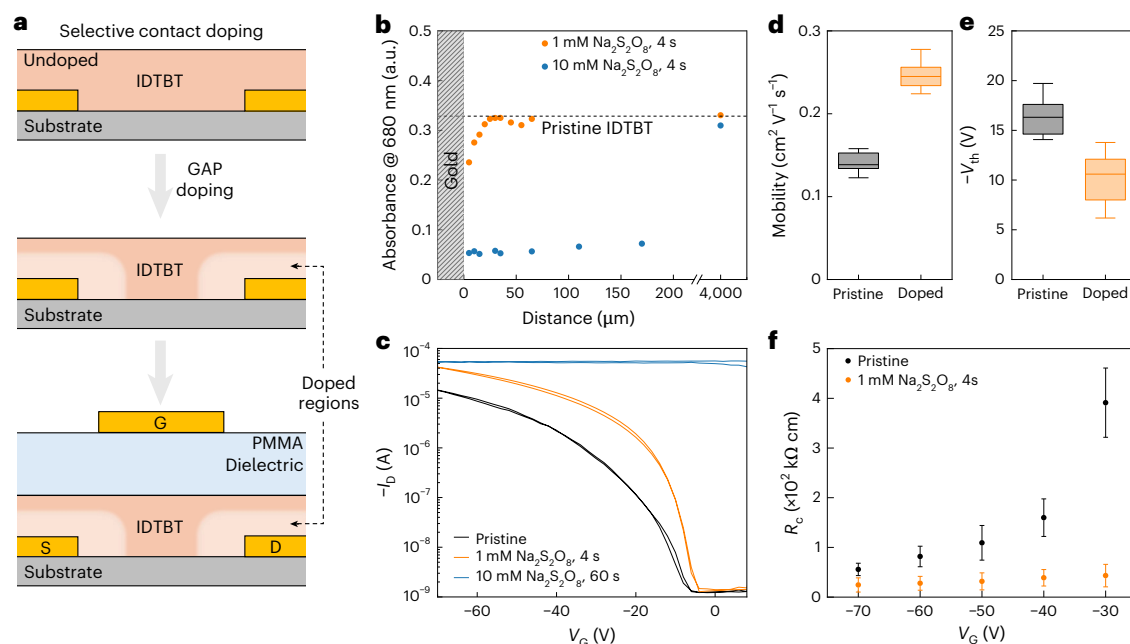 a
Selective contact doping
Undoped
IDTBT
Substrate
GAP
doping
IDTBT
Substrate
Doped
regions
G
PMMA
Dielectric
IDTBT
S
D
Substrate
b
Absorbance @ 680 nm (a.u.)
0.5
0.4
0.3
0.2
0.1
0
1 mM Na₂S₂O₈, 4 s
10 mM Na₂S₂O₈, 4 s
Pristine IDTBT
Gold
0
50
100
150
200
4,000
Distance (μm)
c
−I_D (A)
10⁻⁴
10⁻⁵
10⁻⁶
10⁻⁷
10⁻⁸
10⁻⁹
Pristine
1 mM Na₂S₂O₈, 4 s
10 mM Na₂S₂O₈, 60 s
−60
−40
−20
0
V_G (V)
d
Mobility (cm² V⁻¹ s⁻¹)
0.3
0.2
0.1
0
Pristine
Doped
e
−V_th (V)
25
20
15
10
5
0
Pristine
Doped
f
R_c (×10² kΩ cm)
5
4
3
2
1
0
Pristine
1 mM Na₂S₂O₈, 4s
−70
−60
−50
−40
−30
V_G (V)